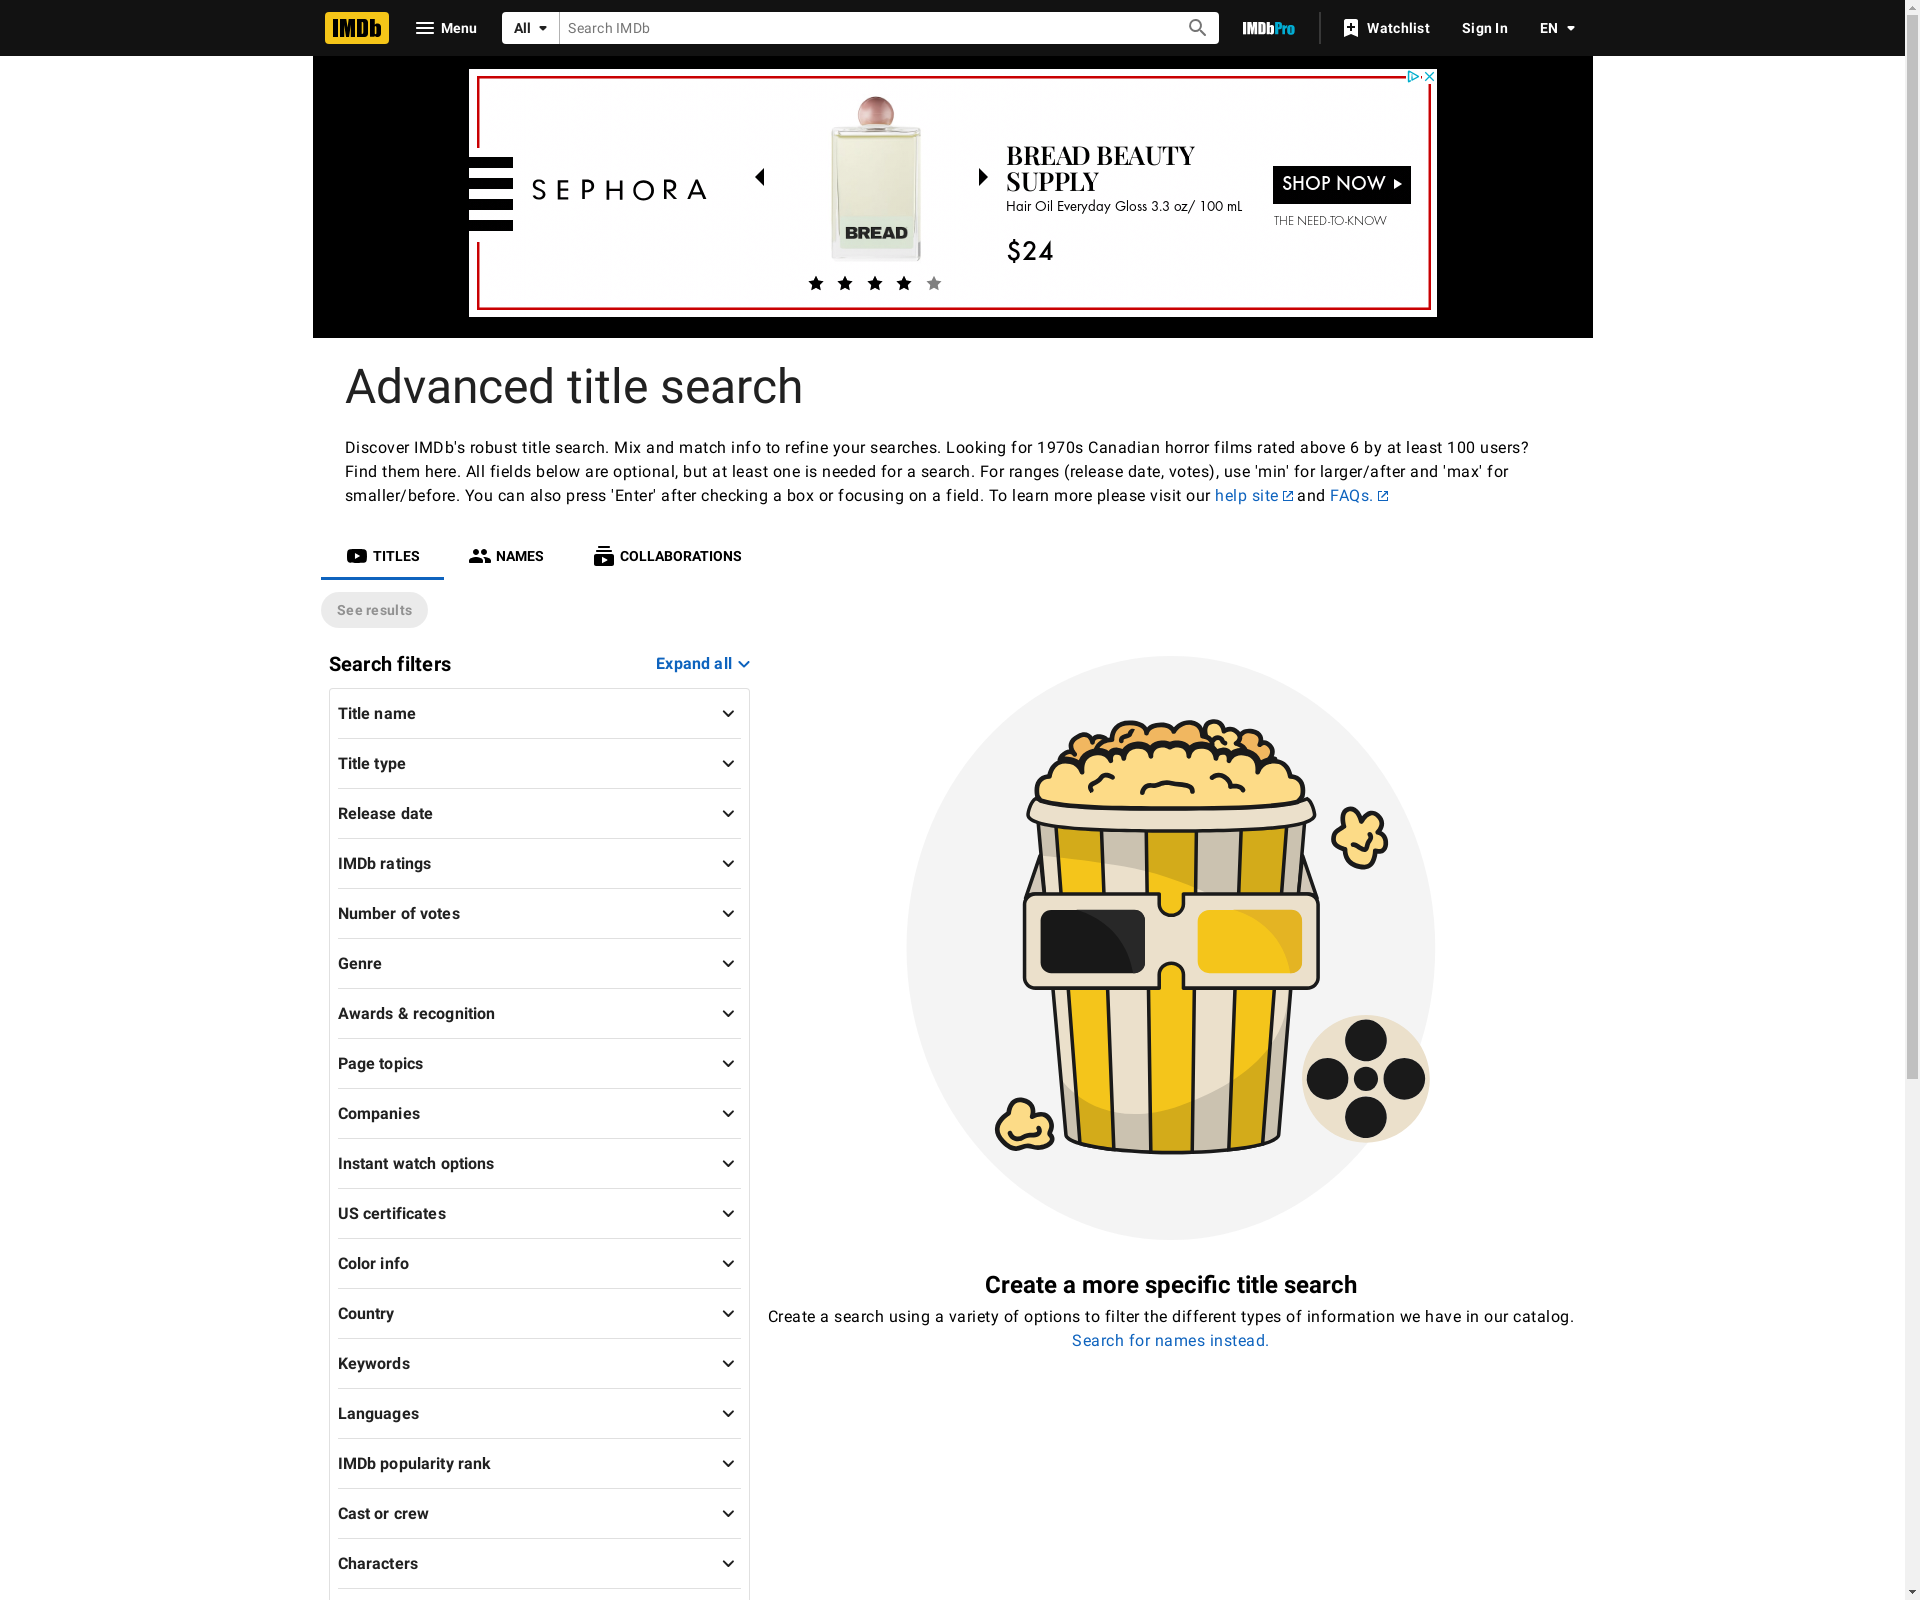 IMDb
Menu
All
Search IMDb
IMDbPro
Watchlist
Sign In
EN
SEPHORA
BREAD
BREAD BEAUTY
SUPPLY
Hair Oil Everyday Gloss 3.3 oz/ 100 mL
$24
SHOP NOW
THE NEED-TO-KNOW
Advanced title search
Discover IMDb's robust title search. Mix and match info to refine your searches. Looking for 1970s Canadian horror films rated above 6 by at least 100 users?
Find them here. All fields below are optional, but at least one is needed for a search. For ranges (release date, votes), use 'min' for larger/after and 'max' for
smaller/before. You can also press 'Enter' after checking a box or focusing on a field. To learn more please visit our help site and FAQs.
TITLES
NAMES
COLLABORATIONS
See results
Search filters
Expand all
Title name
Title type
Release date
IMDb ratings
Number of votes
Genre
Awards & recognition
Page topics
Companies
Instant watch options
US certificates
Color info
Country
Keywords
Languages
IMDb popularity rank
Cast or crew
Characters
Create a more specific title search
Create a search using a variety of options to filter the different types of information we have in our catalog.
Search for names instead.